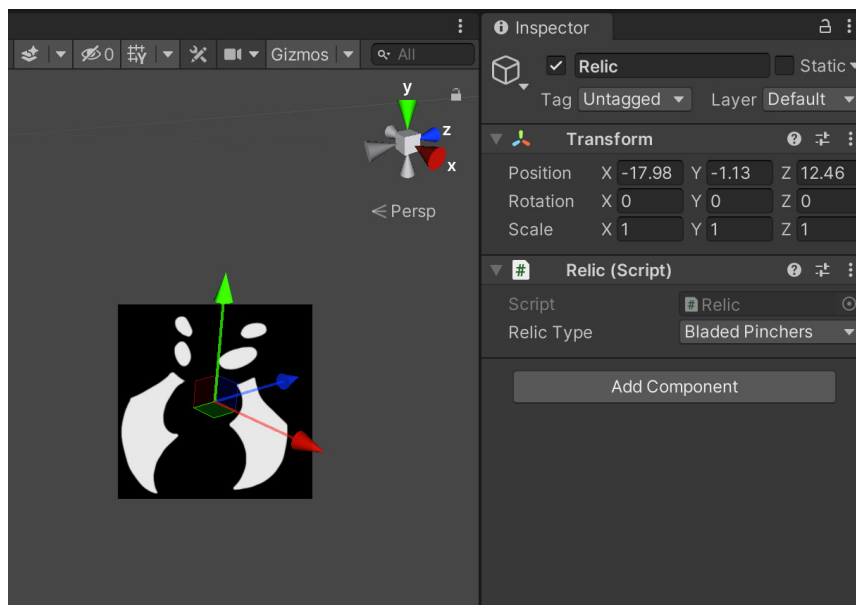 Inspector
0 Gizmos All
Relic Static
Tag Untagged Layer Default
y
z
x
Persp
Transform
Position X -17.98 Y -1.13 Z 12.46
Rotation X 0 Y 0 Z 0
Scale X 1 Y 1 Z 1
# Relic (Script)
Script # Relic
Relic Type Bladed Pinchers
Add Component